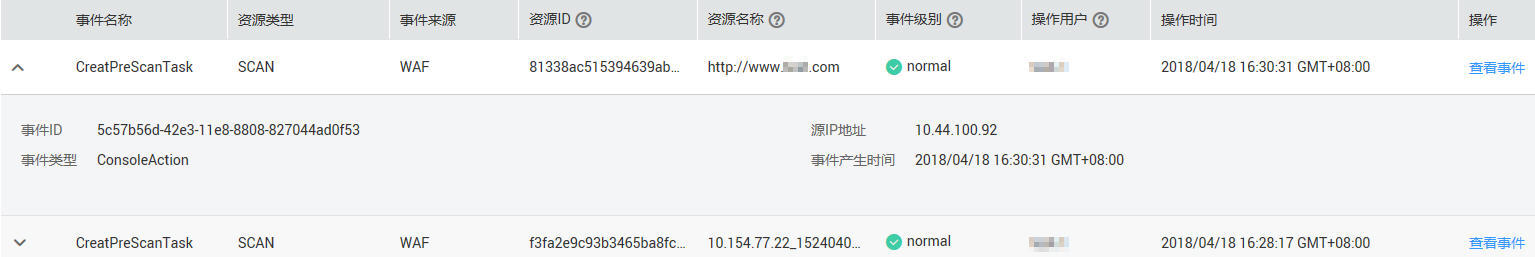 事件名称 资源类型 事件来源 资源ID ? 资源名称 ? 事件级别 ? 操作用户 ? 操作时间 操作
CreatPreScanTask SCAN WAF 81338ac515394639ab... http://www. .com normal 2018/04/18 16:30:31 GMT+08:00 查看事件
事件ID 5c57b56d-42e3-11e8-8808-827044ad0f53 源IP地址 10.44.100.92
事件类型 ConsoleAction 事件产生时间 2018/04/18 16:30:31 GMT+08:00
CreatPreScanTask SCAN WAF f3fa2e9c93b3465ba8fc... 10.154.77.22_1524040... normal 2018/04/18 16:28:17 GMT+08:00 查看事件